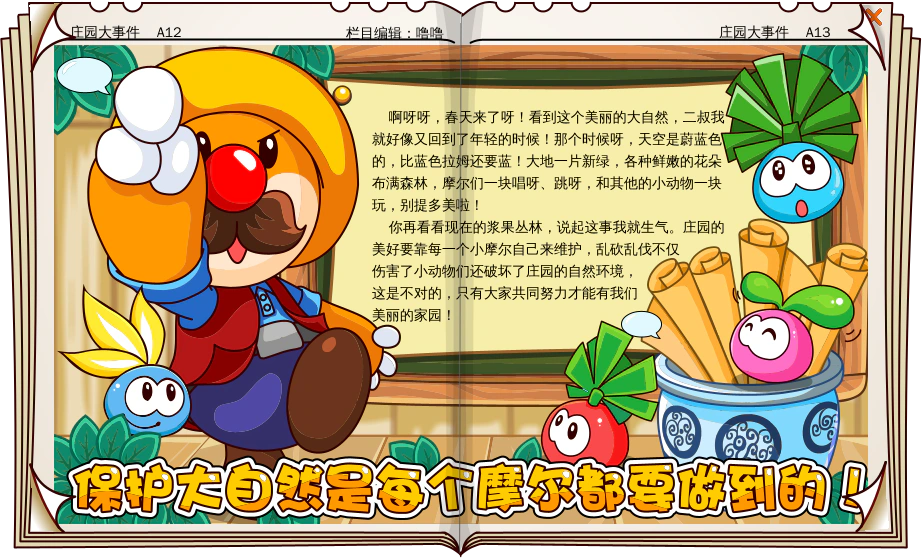 庄园大事件 A12
栏目编辑：噜噜
庄园大事件 A13
啊呀呀，春天来了呀！看到这个美丽的大自然，二叔我
就好像又回到了年轻的时候！那个时候呀，天空是蔚蓝色
的，比蓝色拉姆还要蓝！大地一片新绿，各种鲜嫩的花朵
布满森林，摩尔们一块唱呀、跳呀，和其他的小动物一块
玩，别提多美啦！
你再看看现在的浆果丛林，说起这事我就生气。庄园的
美好要靠每一个小摩尔自己来维护，乱砍乱伐不仅
伤害了小动物们还破坏了庄园的自然环境，
这是不对的，只有大家共同努力才能有我们
美丽的家园！
保护大自然是每个摩尔都要做到的！